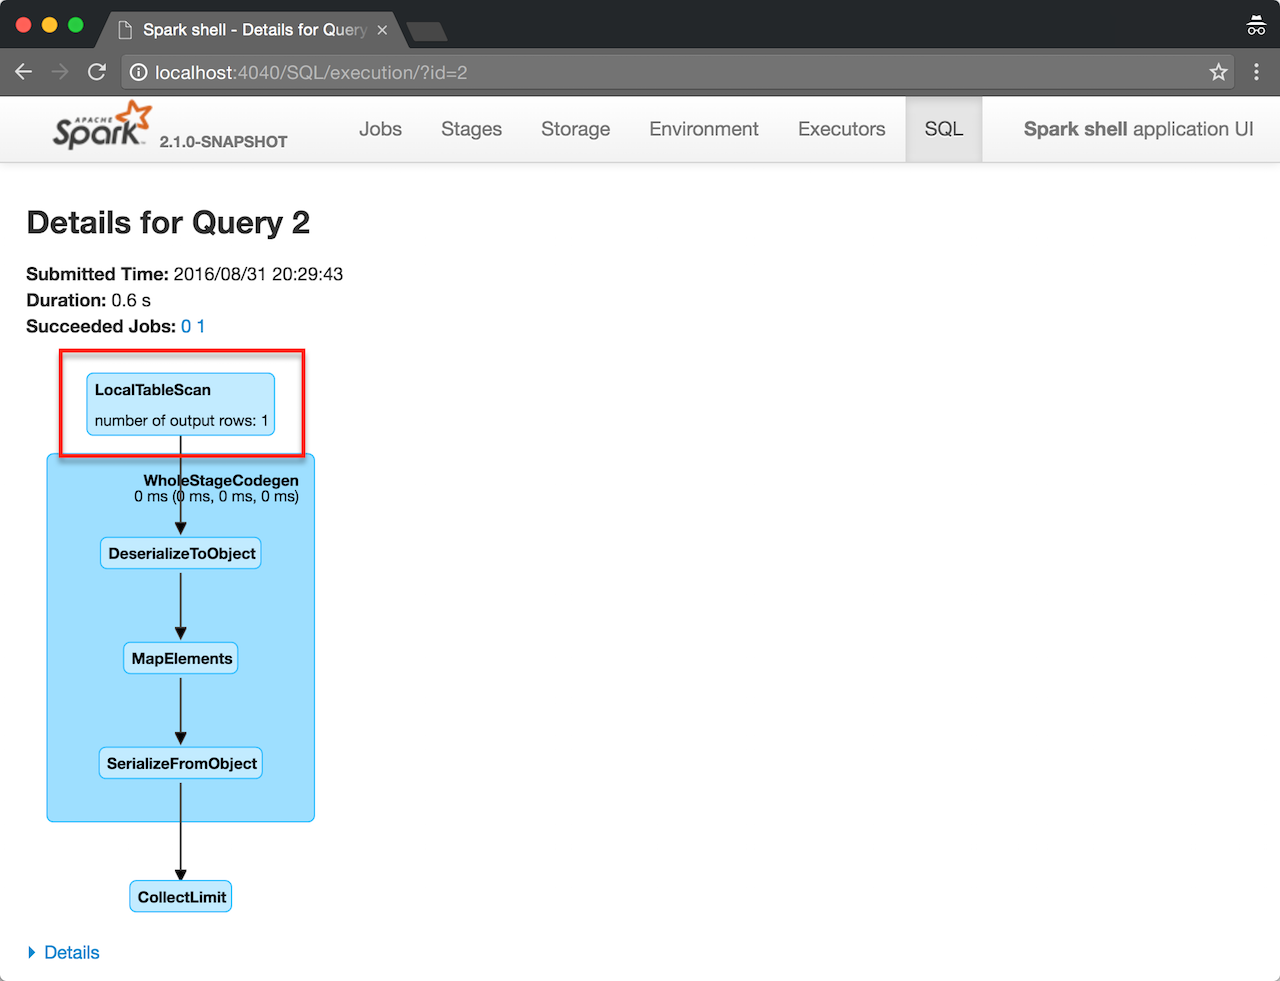 Spark shell - Details for Query
localhost:4040/SQL/execution/?id=2
APACHE
Spark
2.1.0-SNAPSHOT
Jobs
Stages
Storage
Environment
Executors
SQL
Spark shell application UI
Details for Query 2
Submitted Time: 2016/08/31 20:29:43
Duration: 0.6 s
Succeeded Jobs: 0 1
LocalTableScan
number of output rows: 1
WholeStageCodegen
0 ms (0 ms, 0 ms, 0 ms)
DeserializeToObject
MapElements
SerializeFromObject
CollectLimit
Details